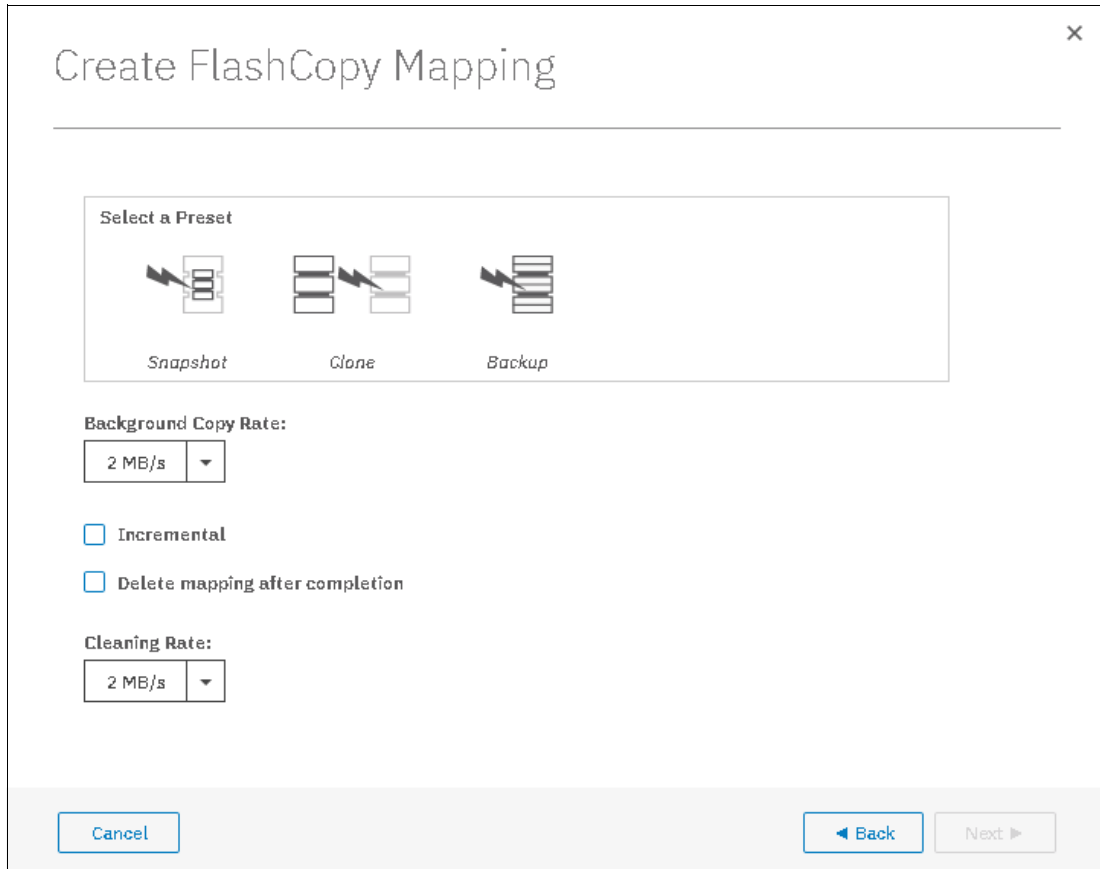 Create FlashCopy Mapping
Select a Preset
Snapshot Clone Backup
Background Copy Rate:
2 MB/s
Incremental
Delete mapping after completion
Cleaning Rate:
2 MB/s
Cancel Back Next